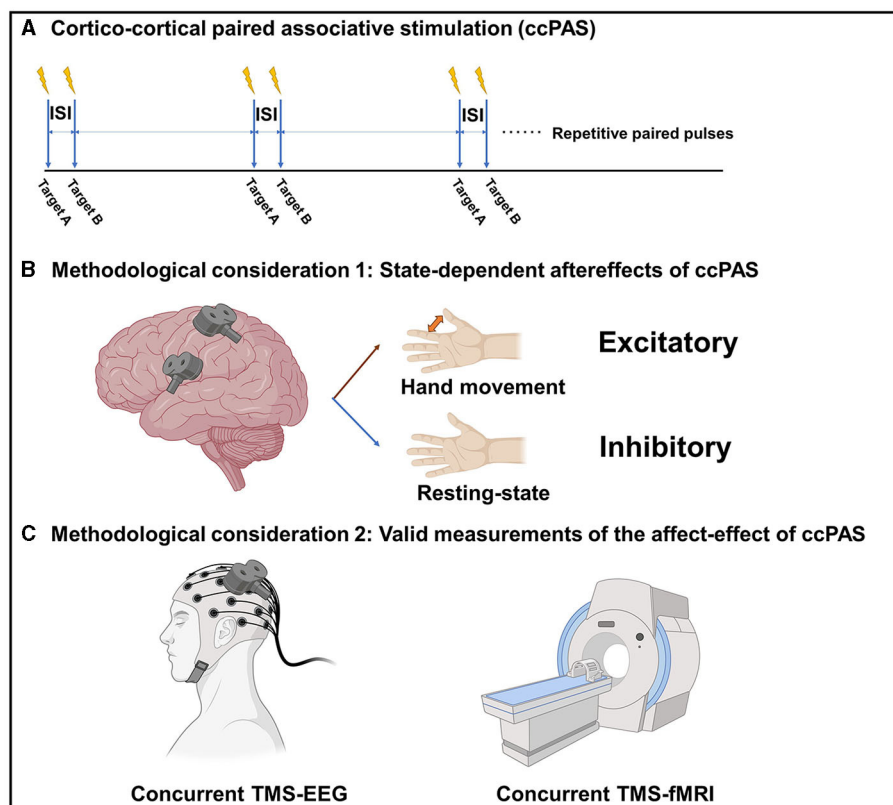 A Cortico-cortical paired associative stimulation (ccPAS)
ISI ISI ISI
Repetitive paired pulses
Target A Target B Target A Target B Target A Target B
B Methodological consideration 1: State-dependent aftereffects of ccPAS
Excitatory
Hand movement
Inhibitory
Resting-state
C Methodological consideration 2: Valid measurements of the affect-effect of ccPAS
Concurrent TMS-EEG Concurrent TMS-fMRI